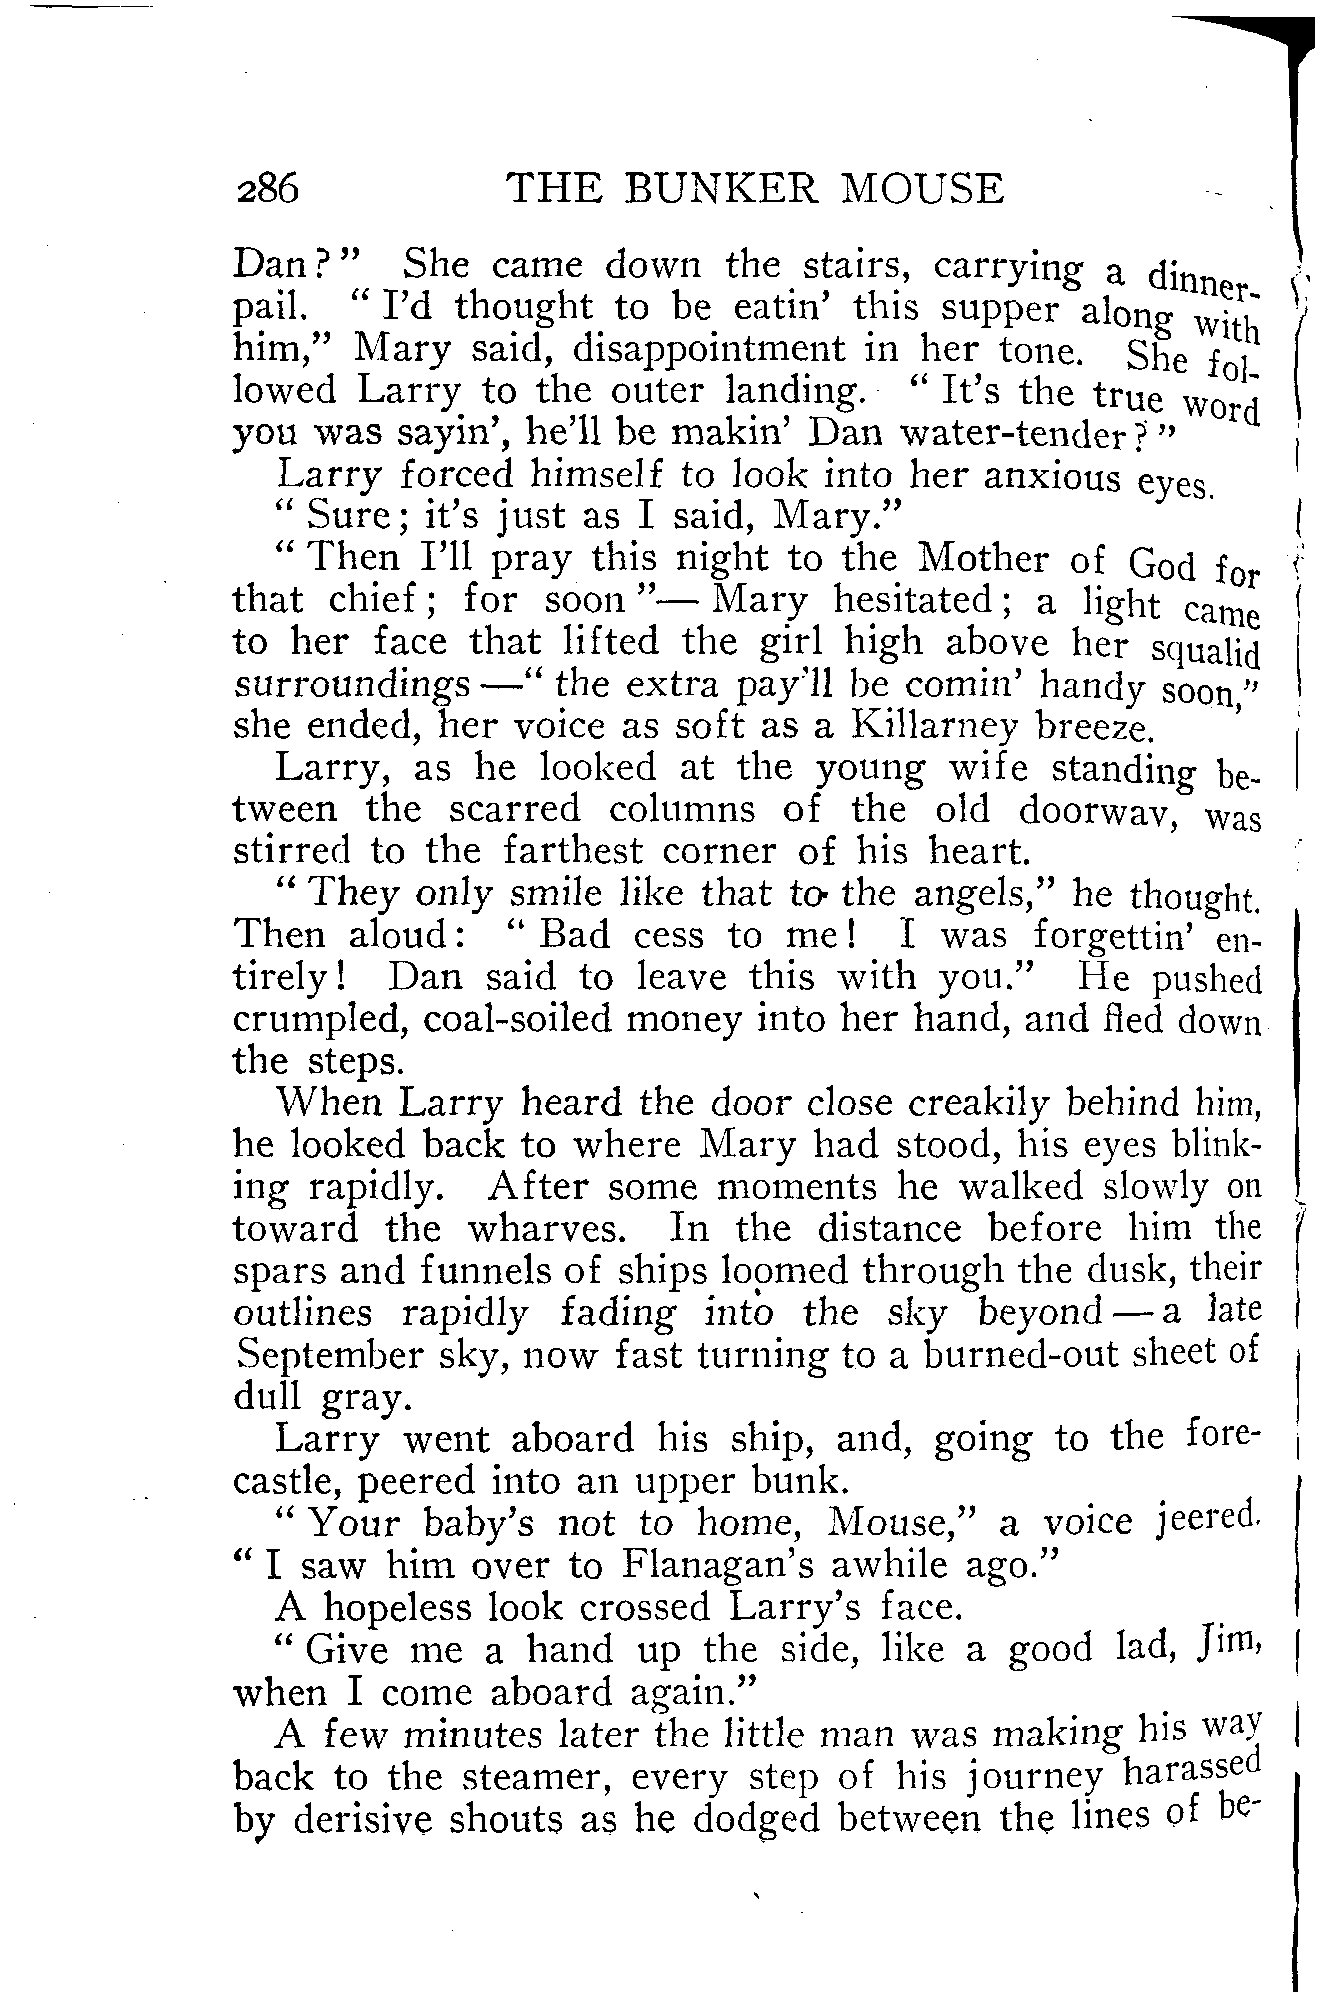 286 THE BUNKER MOUSE
Dan?" She came down the stairs, carrying a dinner-
pail. "I'd thought to be eatin' this supper along with
him," Mary said, disappointment in her tone. She fol-
lowed Larry to the outer landing. "It's the true word
you was sayin', he'll be makin' Dan water-tender?"
Larry forced himself to look into her anxious eyes.
"Sure; it's just as I said, Mary."
"Then I'll pray this night to the Mother of God for
that chief; for soon"— Mary hesitated; a light came
to her face that lifted the girl high above her squalid
surroundings —"the extra pay'll be comin' handy soon,"
she ended, her voice as soft as a Killarney breeze.
Larry, as he looked at the young wife standing be-
tween the scarred columns of the old doorway, was
stirred to the farthest corner of his heart.
"They only smile like that to the angels," he thought.
Then aloud: "Bad cess to me! I was forgettin' en-
tirely! Dan said to leave this with you." He pushed
crumpled, coal-soiled money into her hand, and fled down
the steps.
When Larry heard the door close creakily behind him,
he looked back to where Mary had stood, his eyes blink-
ing rapidly. After some moments he walked slowly on
toward the wharves. In the distance before him the
spars and funnels of ships loomed through the dusk, their
outlines rapidly fading into the sky beyond — a late
September sky, now fast turning to a burned-out sheet of
dull gray.
Larry went aboard his ship, and, going to the fore-
castle, peered into an upper bunk.
"Your baby's not to home, Mouse," a voice jeered.
"I saw him over to Flanagan's awhile ago."
A hopeless look crossed Larry's face.
"Give me a hand up the side, like a good lad, Jim,
when I come aboard again."
A few minutes later the little man was making his way
back to the steamer, every step of his journey harassed
by derisive shouts as he dodged between the lines of be-